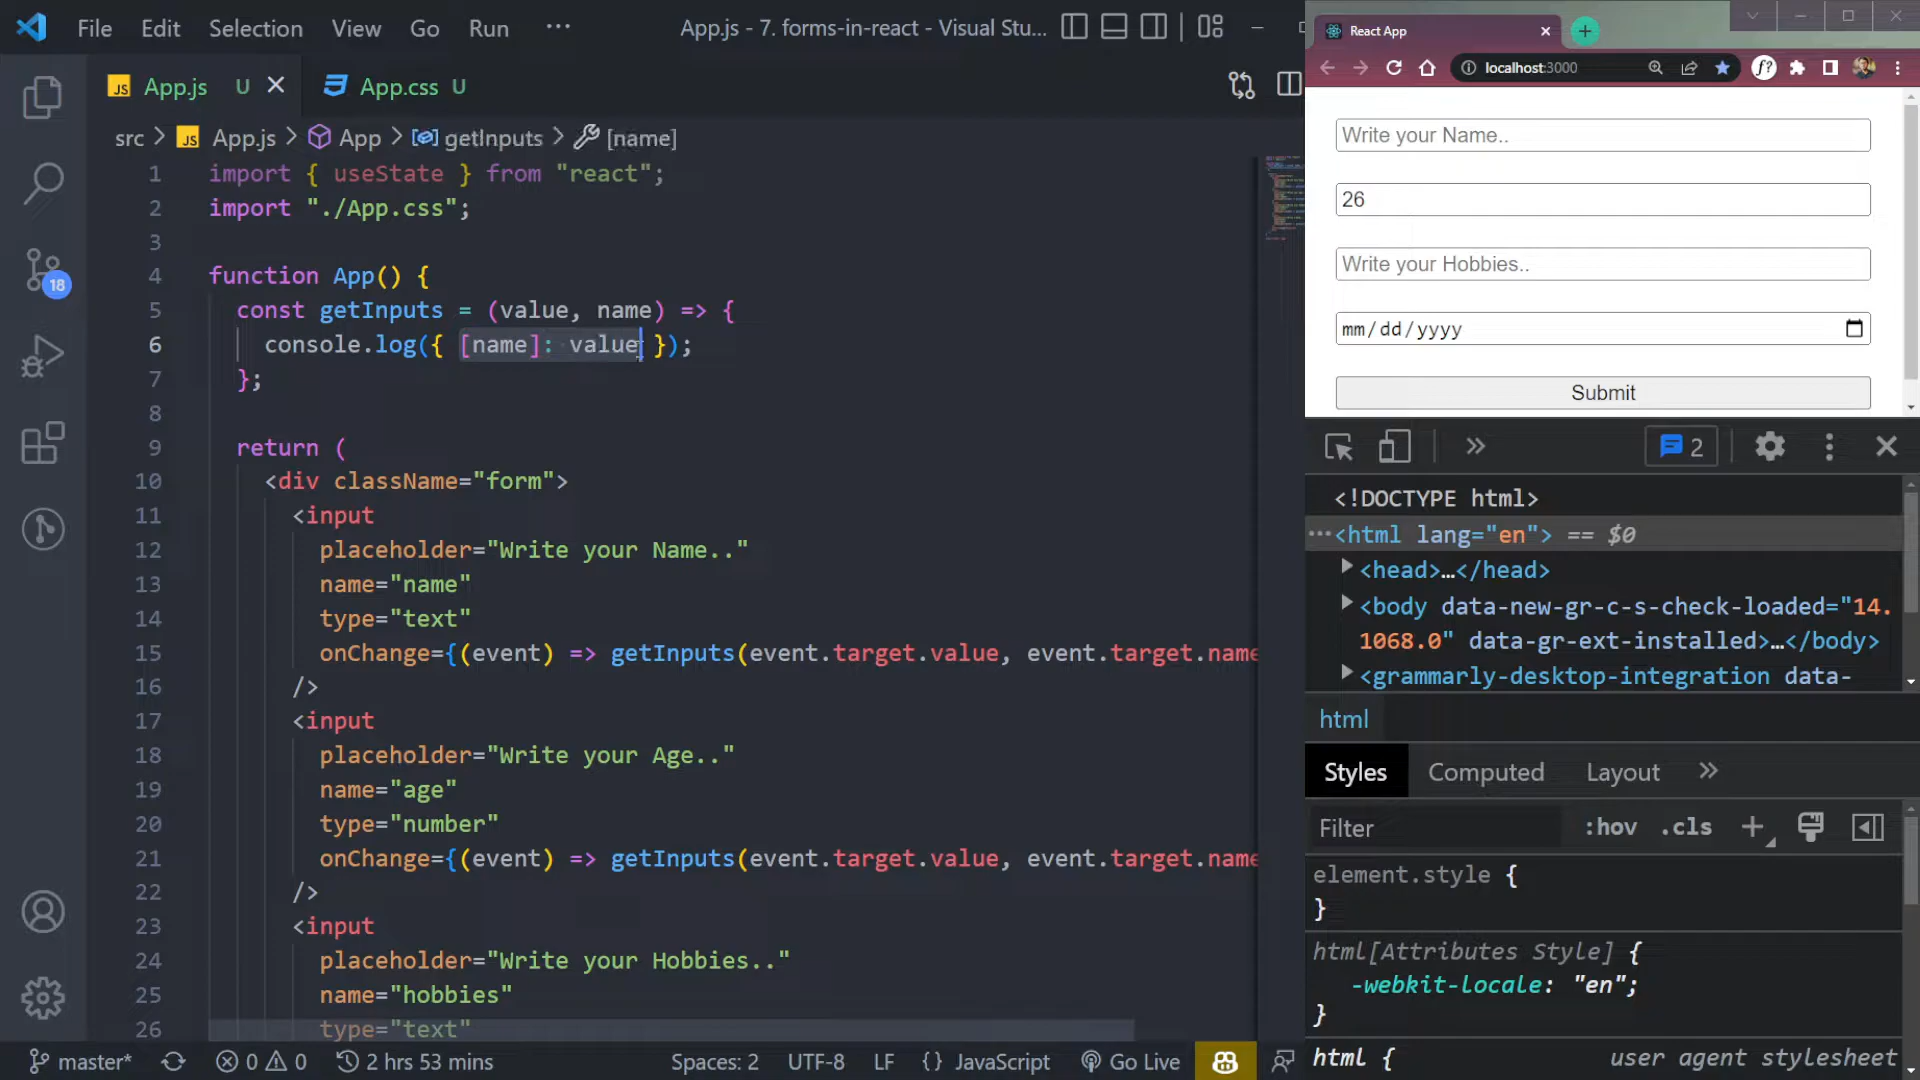 File Edit Selection View Go Run ··· App.js - 7. forms-in-react - Visual Stu...
JS App.js U App.css U
src > JS App.js > App > getInputs > [name]
1 import { useState } from "react";
2 import "./App.css";
3
4 function App() {
5 const getInputs = (value, name) => {
6 console.log({ [name]: value });
7 };
8
9 return (
10 <div className="form">
11 <input
12 placeholder="Write your Name.."
13 name="name"
14 type="text"
15 onChange={(event) => getInputs(event.target.value, event.target.name
16 />
17 <input
18 placeholder="Write your Age.."
19 name="age"
20 type="number"
21 onChange={(event) => getInputs(event.target.value, event.target.name
22 />
23 <input
24 placeholder="Write your Hobbies.."
25 name="hobbies"
26 type="text"
18
master* 0 0 2 hrs 53 mins Spaces: 2 UTF-8 LF {} JavaScript Go Live
React App
localhost:3000 f?
Write your Name..
26
Write your Hobbies..
mm/dd/yyyy
Submit
2
<!DOCTYPE html>
···<html lang="en"> == $0
<head>…</head>
<body data-new-gr-c-s-check-loaded="14.
1068.0" data-gr-ext-installed>…</body>
<grammarly-desktop-integration data-
html
Styles Computed Layout
Filter :hov .cls
element.style {
}
html[Attributes Style] {
-webkit-locale: "en";
}
html { user agent stylesheet